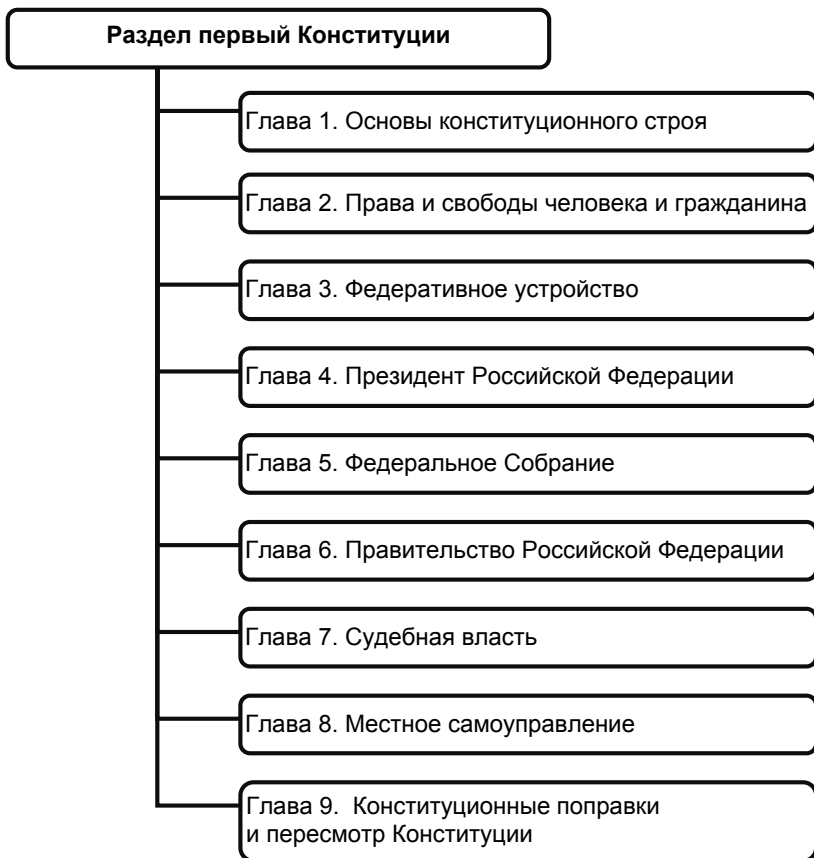 Раздел первый Конституции
Глава 1. Основы конституционного строя
Глава 2. Права и свободы человека и гражданина
Глава 3. Федеративное устройство
Глава 4. Президент Российской Федерации
Глава 5. Федеральное Собрание
Глава 6. Правительство Российской Федерации
Глава 7. Судебная власть
Глава 8. Местное самоуправление
Глава 9.  Конституционные поправки
и пересмотр Конституции